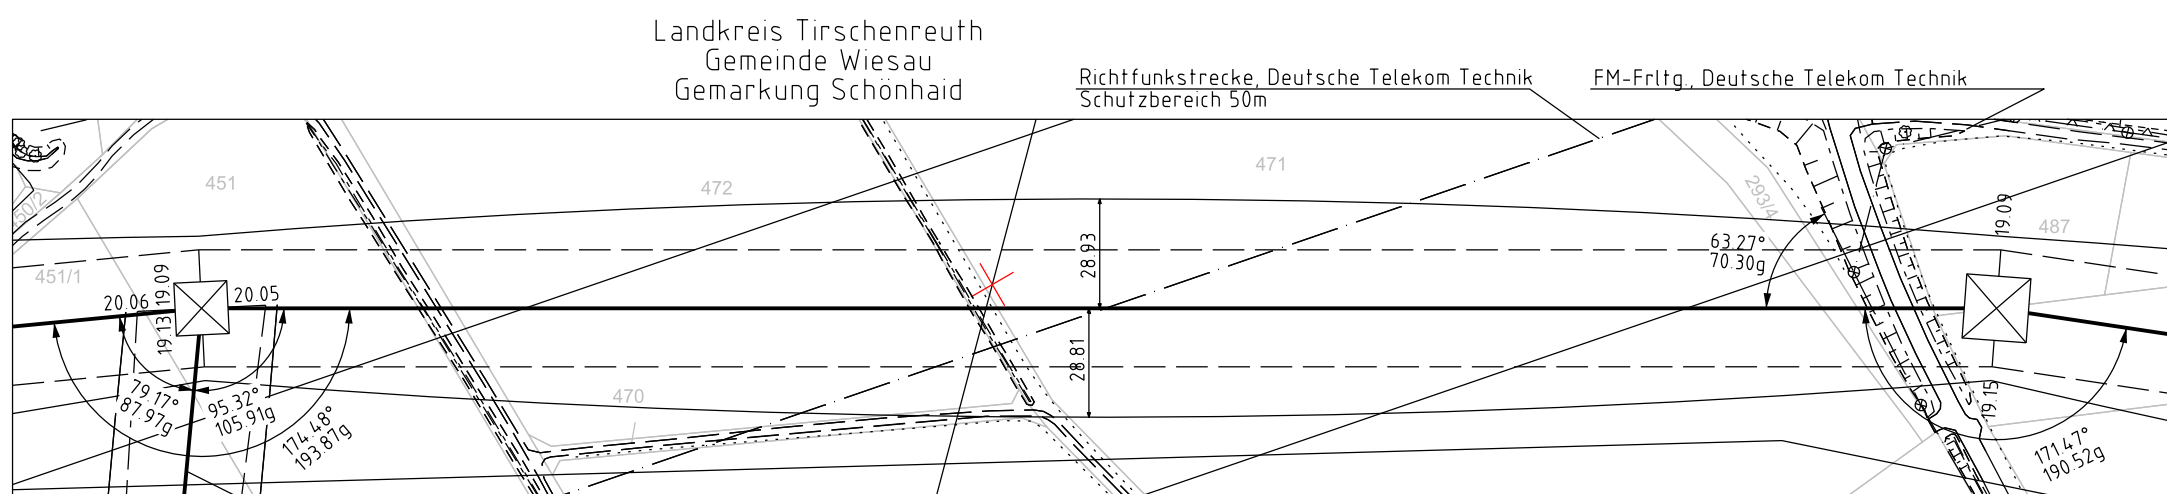 Landkreis Tirschenreuth
Gemeinde Wiesau
Gemarkung Schönhaid
Richtfunkstrecke, Deutsche Telekom Technik
Schutzbereich 50m
FM-Frltg., Deutsche Telekom Technik
451
472
471
293/4
487
450/2
451/1
470
20.06
19.09
20.05
19.13
28.93
28.81
63.27°
70.30g
19.09
19.15
79.17°
87.97g
95.32°
105.91g
174.48°
193.87g
171.47°
190.52g